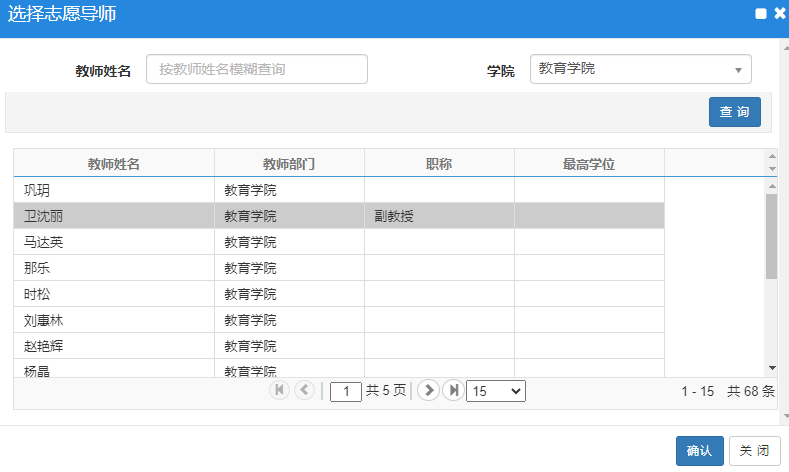 选择志愿导师
教师姓名 按教师姓名模糊查询 学院 教育学院
查 询
教师姓名 教师部门 职称 最高学位
巩玥 教育学院
卫沈丽 教育学院 副教授
马达英 教育学院
那乐 教育学院
时松 教育学院
刘惠林 教育学院
赵艳辉 教育学院
杨晶 教育学院
1 共 5 页 15 1 - 15 共 68 条
确认 关 闭